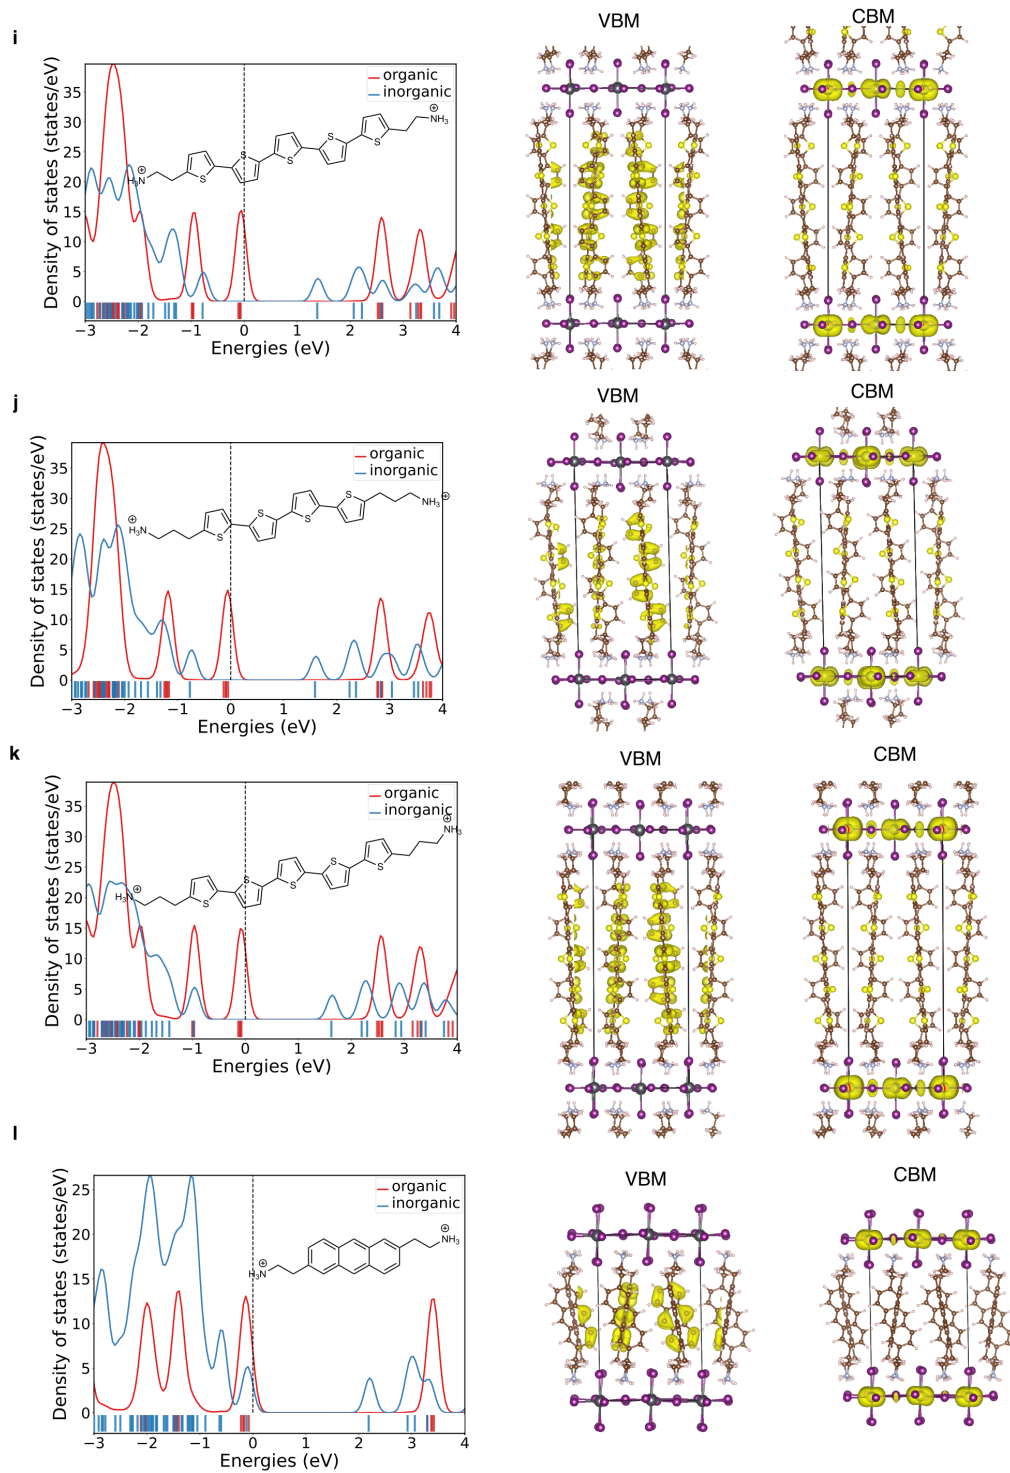 i
VBM
CBM
Density of states (states/eV)
35
30
25
20
15
10
5
0
organic
inorganic
⊕
NH₃
S
S
S
S
S
⊕
H₃N
−3
−2
−1
0
1
2
3
4
Energies (eV)
j
VBM
CBM
Density of states (states/eV)
35
30
25
20
15
10
5
0
organic
inorganic
⊕
H₃N
S
S
S
S
NH₃ ⊕
−3
−2
−1
0
1
2
3
4
Energies (eV)
k
VBM
CBM
Density of states (states/eV)
35
30
25
20
15
10
5
0
organic
inorganic
⊕
NH₃
S
S
S
S
S
⊕
H₃N
−3
−2
−1
0
1
2
3
4
Energies (eV)
l
VBM
CBM
Density of states (states/eV)
25
20
15
10
5
0
organic
inorganic
⊕
NH₃
⊕
H₃N
−3
−2
−1
0
1
2
3
4
Energies (eV)